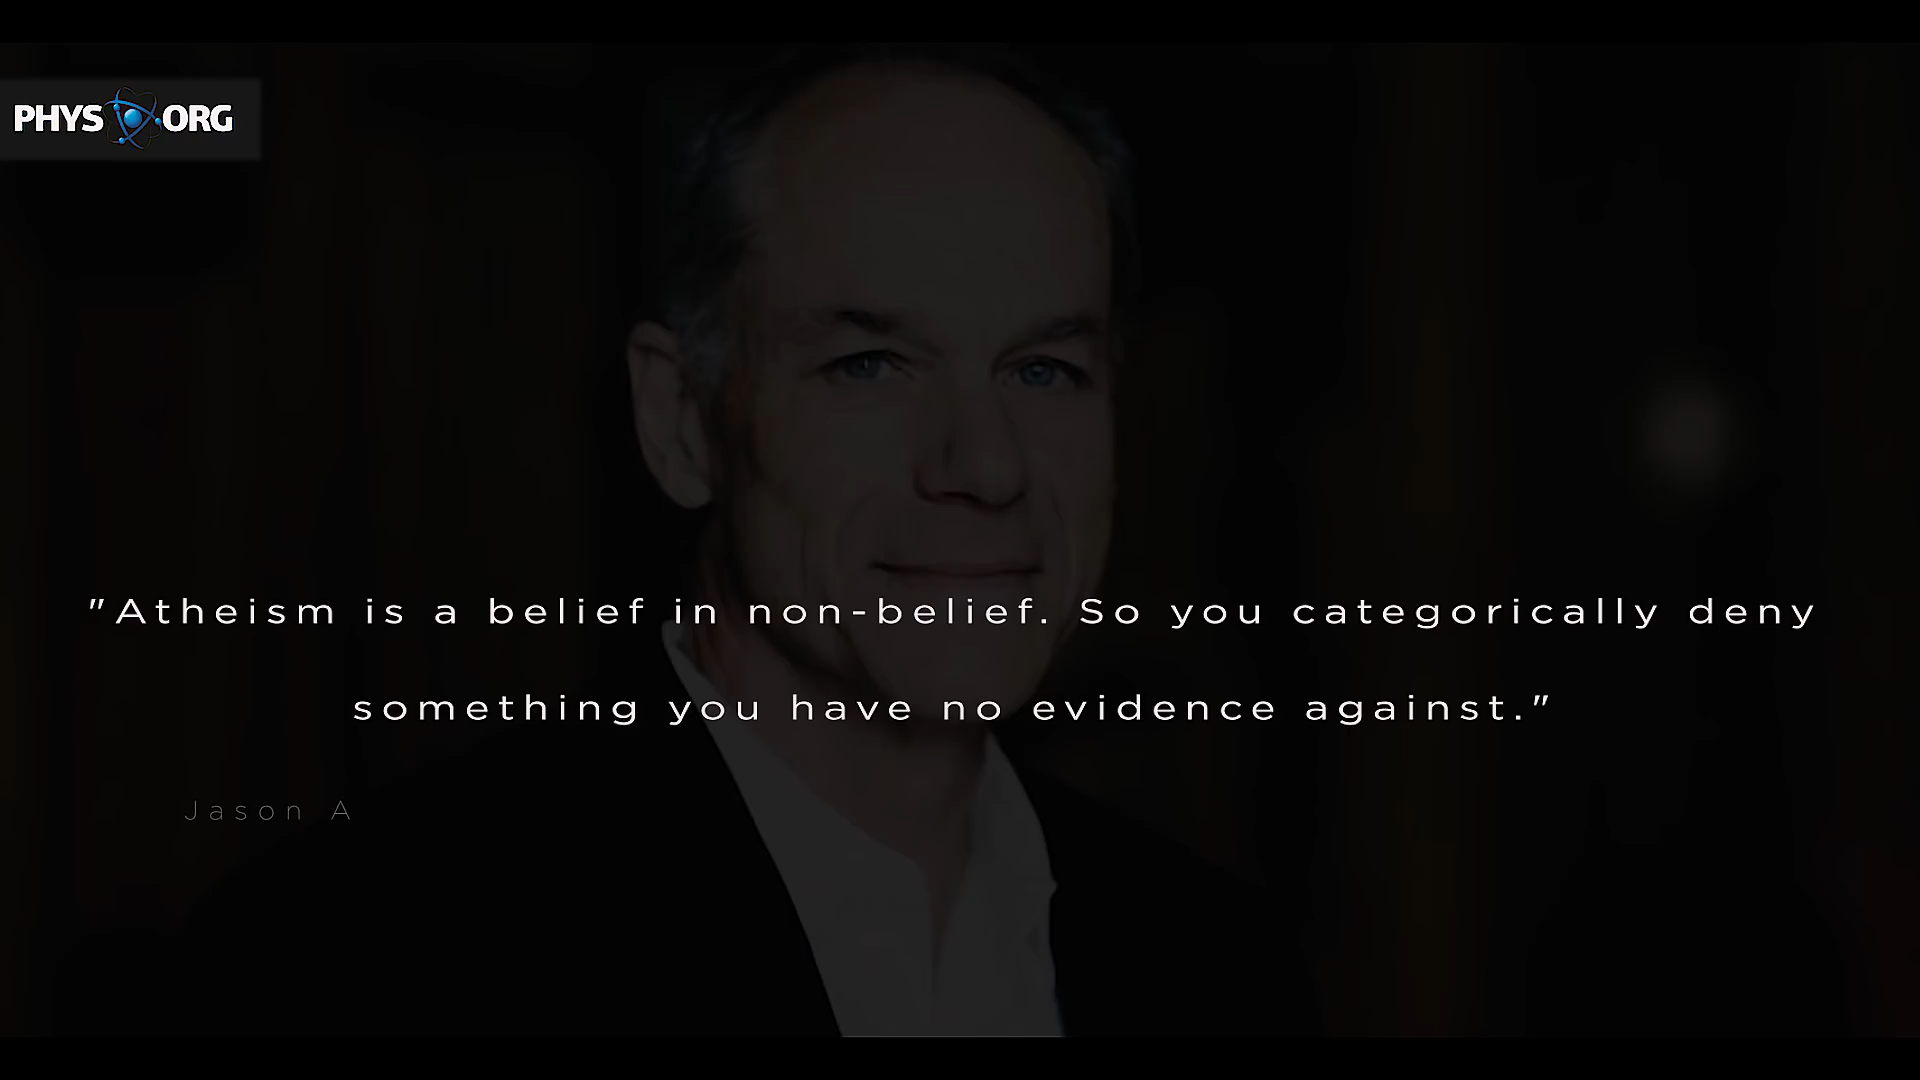 PHYS ORG
"Atheism is a belief in non-belief. So you categorically deny
something you have no evidence against."
Jason A